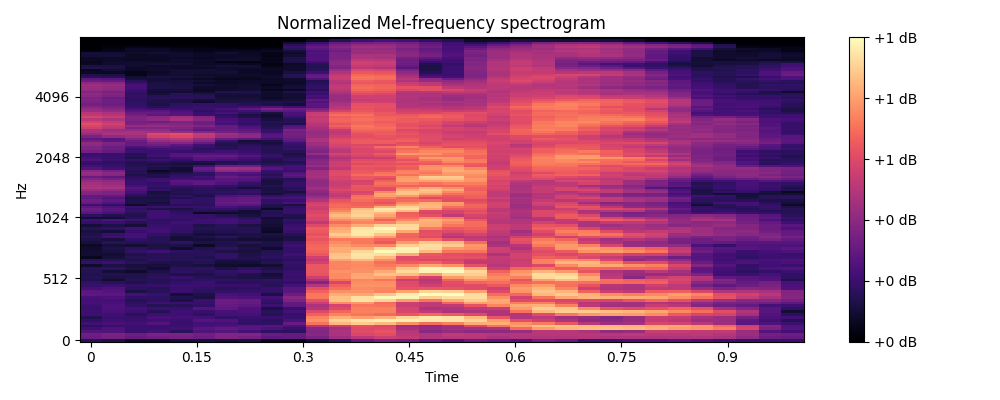 Normalized Mel-frequency spectrogram
+1 dB
4096
+1 dB
2048
+1 dB
Hz
1024
+0 dB
512
+0 dB
0
+0 dB
0 0.15 0.3 0.45 0.6 0.75 0.9
Time